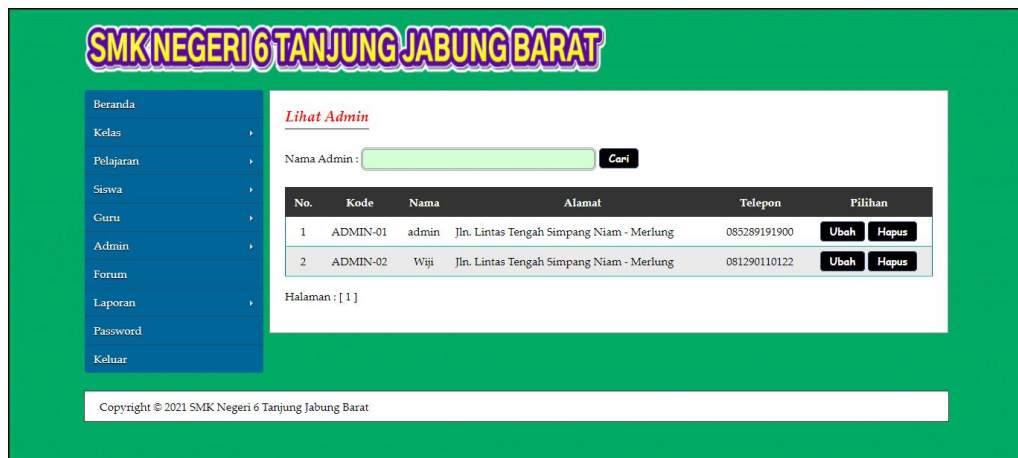 SMK NEGERI 6 TANJUNG JABUNG BARAT
Beranda
Kelas
Pelajaran
Siswa
Guru
Admin
Forum
Laporan
Password
Keluar
Lihat Admin
Nama Admin : Cari
No. Kode Nama Alamat Telepon Pilihan
1 ADMIN-01 admin Jln. Lintas Tengah Simpang Niam - Merlung 085289191900 Ubah Hapus
2 ADMIN-02 Wiji Jln. Lintas Tengah Simpang Niam - Merlung 081290110122 Ubah Hapus
Halaman : [ 1 ]
Copyright © 2021 SMK Negeri 6 Tanjung Jabung Barat